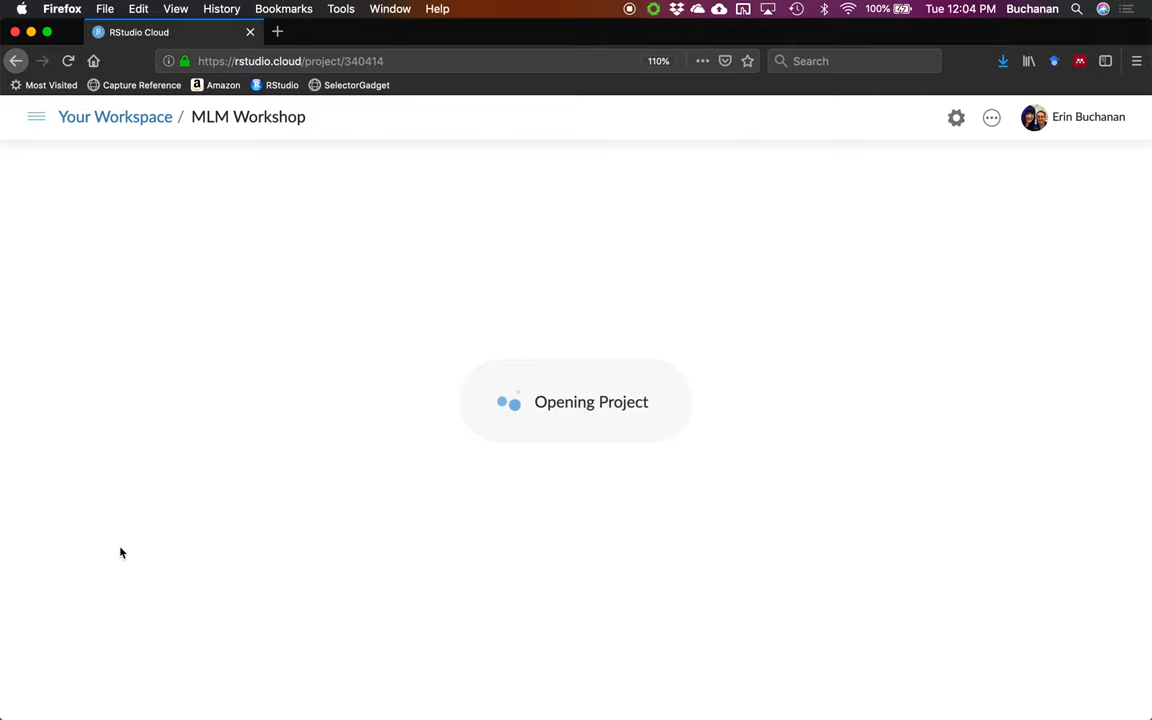 Firefox File Edit View History Bookmarks Tools Window Help 100% Tue 12:04 PM Buchanan
RStudio Cloud
https://rstudio.cloud/project/340414 110% Search
Most Visited Capture Reference Amazon RStudio SelectorGadget
Your Workspace / MLM Workshop Erin Buchanan
Opening Project